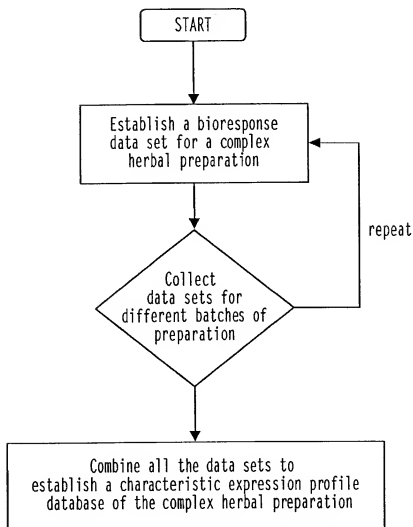 START
Establish a bioresponse
data set for a complex
herbal preparation
repeat
Collect
data sets for
different batches of
preparation
Combine all the data sets to
establish a characteristic expression profile
database of the complex herbal preparation